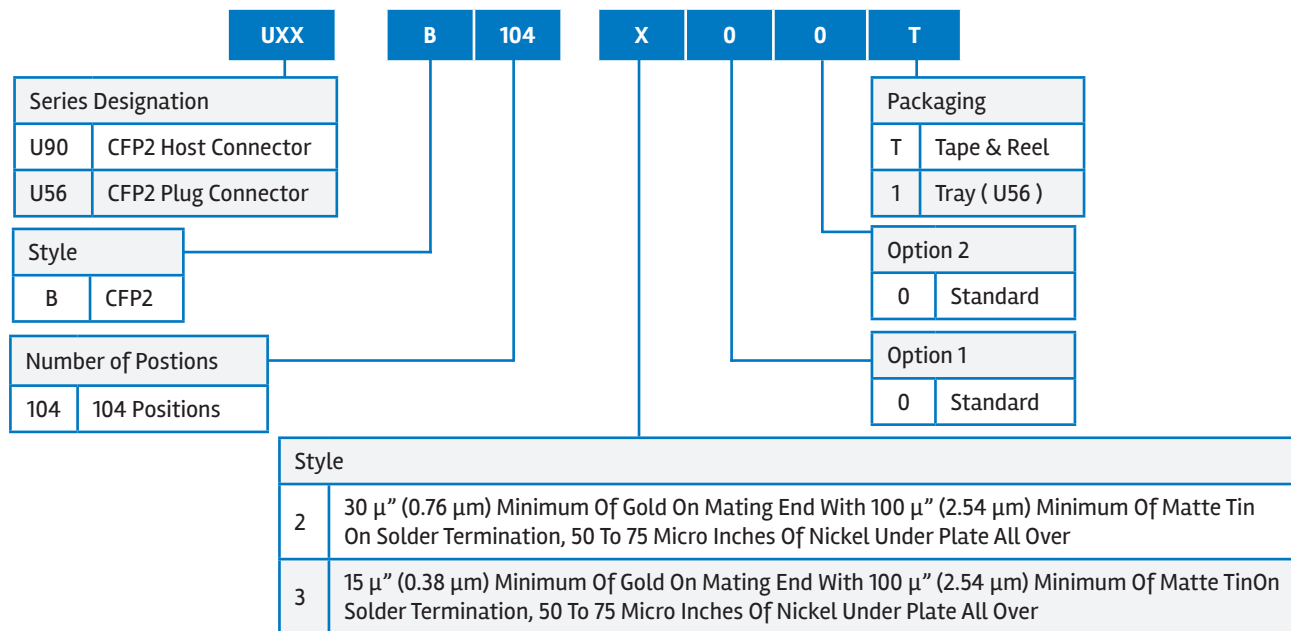 UXX B 104 X 0 0 T
Series Designation
U90 CFP2 Host Connector
U56 CFP2 Plug Connector
Style
B CFP2
Number of Postions
104 104 Positions
Packaging
T Tape & Reel
1 Tray ( U56 )
Option 2
0 Standard
Option 1
0 Standard
Style
2 30 µ” (0.76 µm) Minimum Of Gold On Mating End With 100 µ” (2.54 µm) Minimum Of Matte Tin
On Solder Termination, 50 To 75 Micro Inches Of Nickel Under Plate All Over
3 15 µ” (0.38 µm) Minimum Of Gold On Mating End With 100 µ” (2.54 µm) Minimum Of Matte TinOn
Solder Termination, 50 To 75 Micro Inches Of Nickel Under Plate All Over